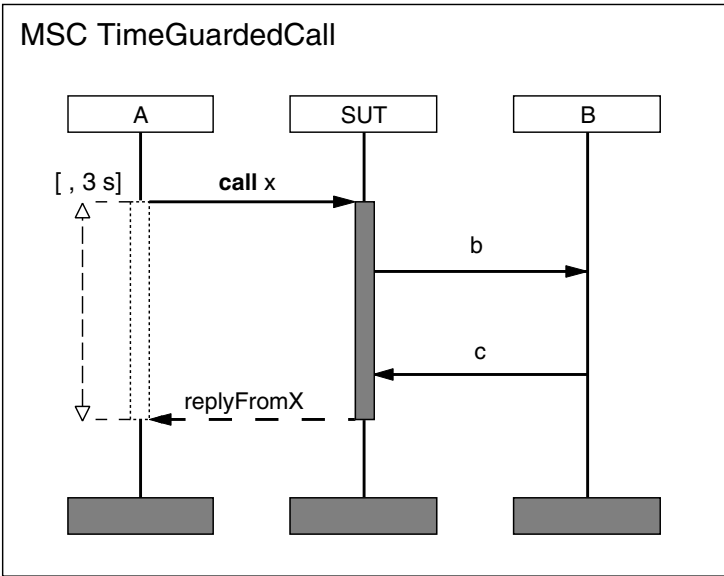 MSC TimeGuardedCall
A SUT B
[ , 3 s] call x
b
c
replyFromX